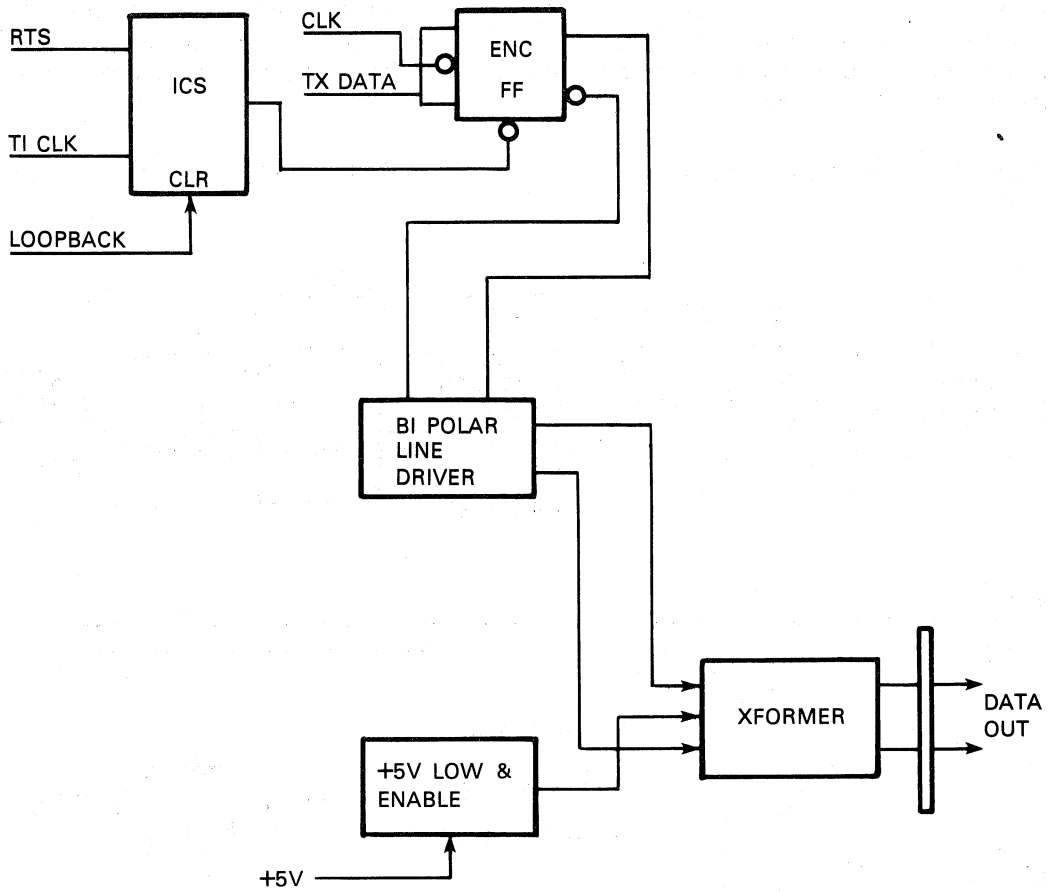 CLK
RTS
ENC
FF
ICS
TX DATA
TI CLK
CLR
LOOPBACK
BI POLAR
LINE
DRIVER
XFORMER
DATA
OUT
+5V LOW &
ENABLE
+5V